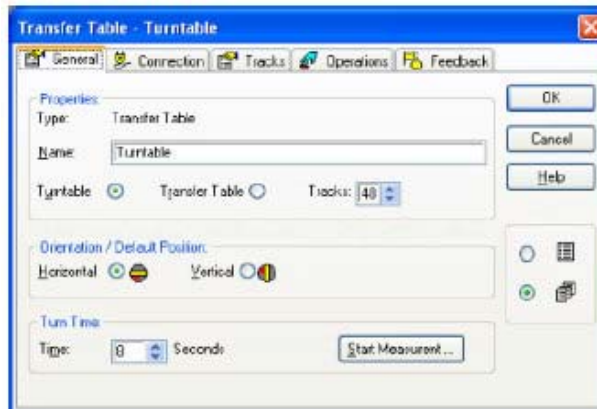 Transfer Table - Turntable
General Connection Tracks Operations Feedback
Properties
Type: Transfer Table
Name: Turntable
Turntable Transfer Table Tracks: 48
Orientation / Default Position:
Horizontal Vertical
Turn Time:
Time: 8 Seconds Start Measurent ...
OK
Cancel
Help